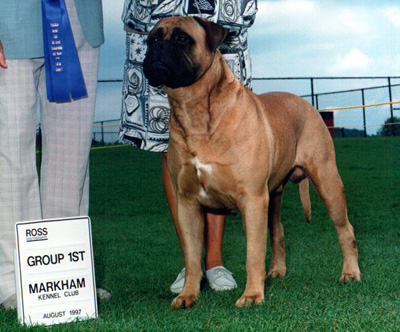 ROSS
GROUP 1ST
MARKHAM
KENNEL CLUB
AUGUST 1997